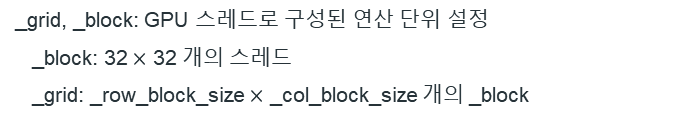 _grid, _block: GPU 스레드로 구성된 연산 단위 설정
_block: 32 × 32 개의 스레드
_grid: _row_block_size × _col_block_size 개의 _block